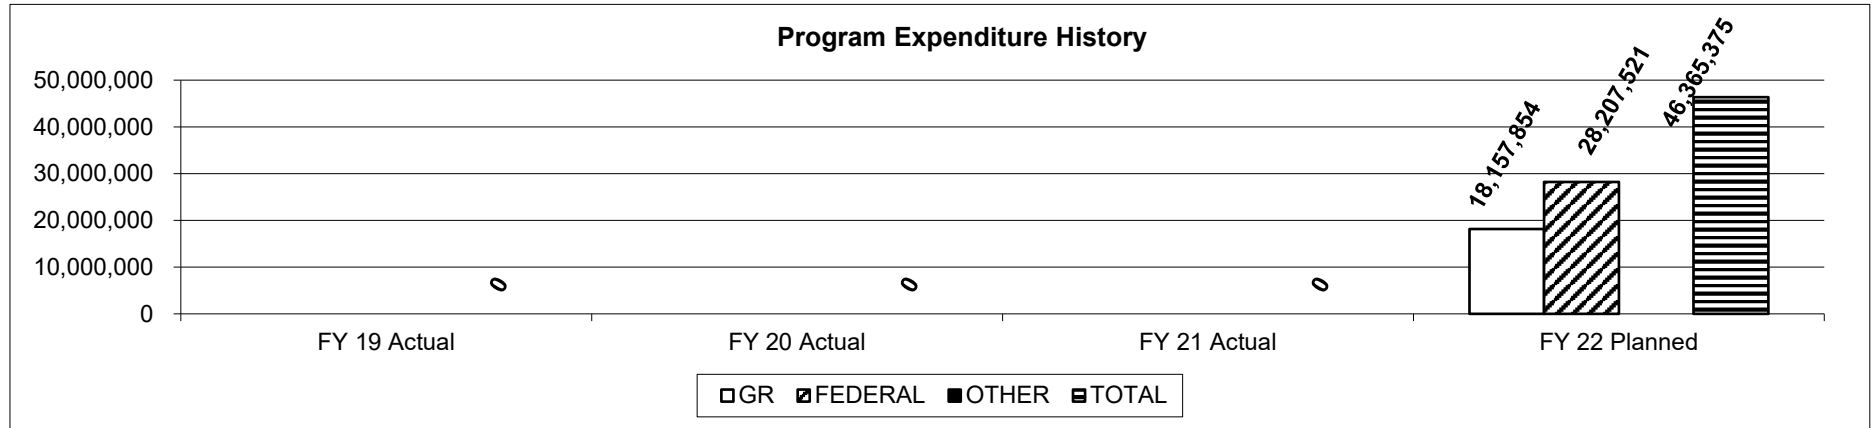 Program Expenditure History
50,000,000
40,000,000
30,000,000
20,000,000
10,000,000
0
0
0
0
18,157,854
28,207,521
46,365,375
FY 19 Actual
FY 20 Actual
FY 21 Actual
FY 22 Planned
GR FEDERAL OTHER TOTAL